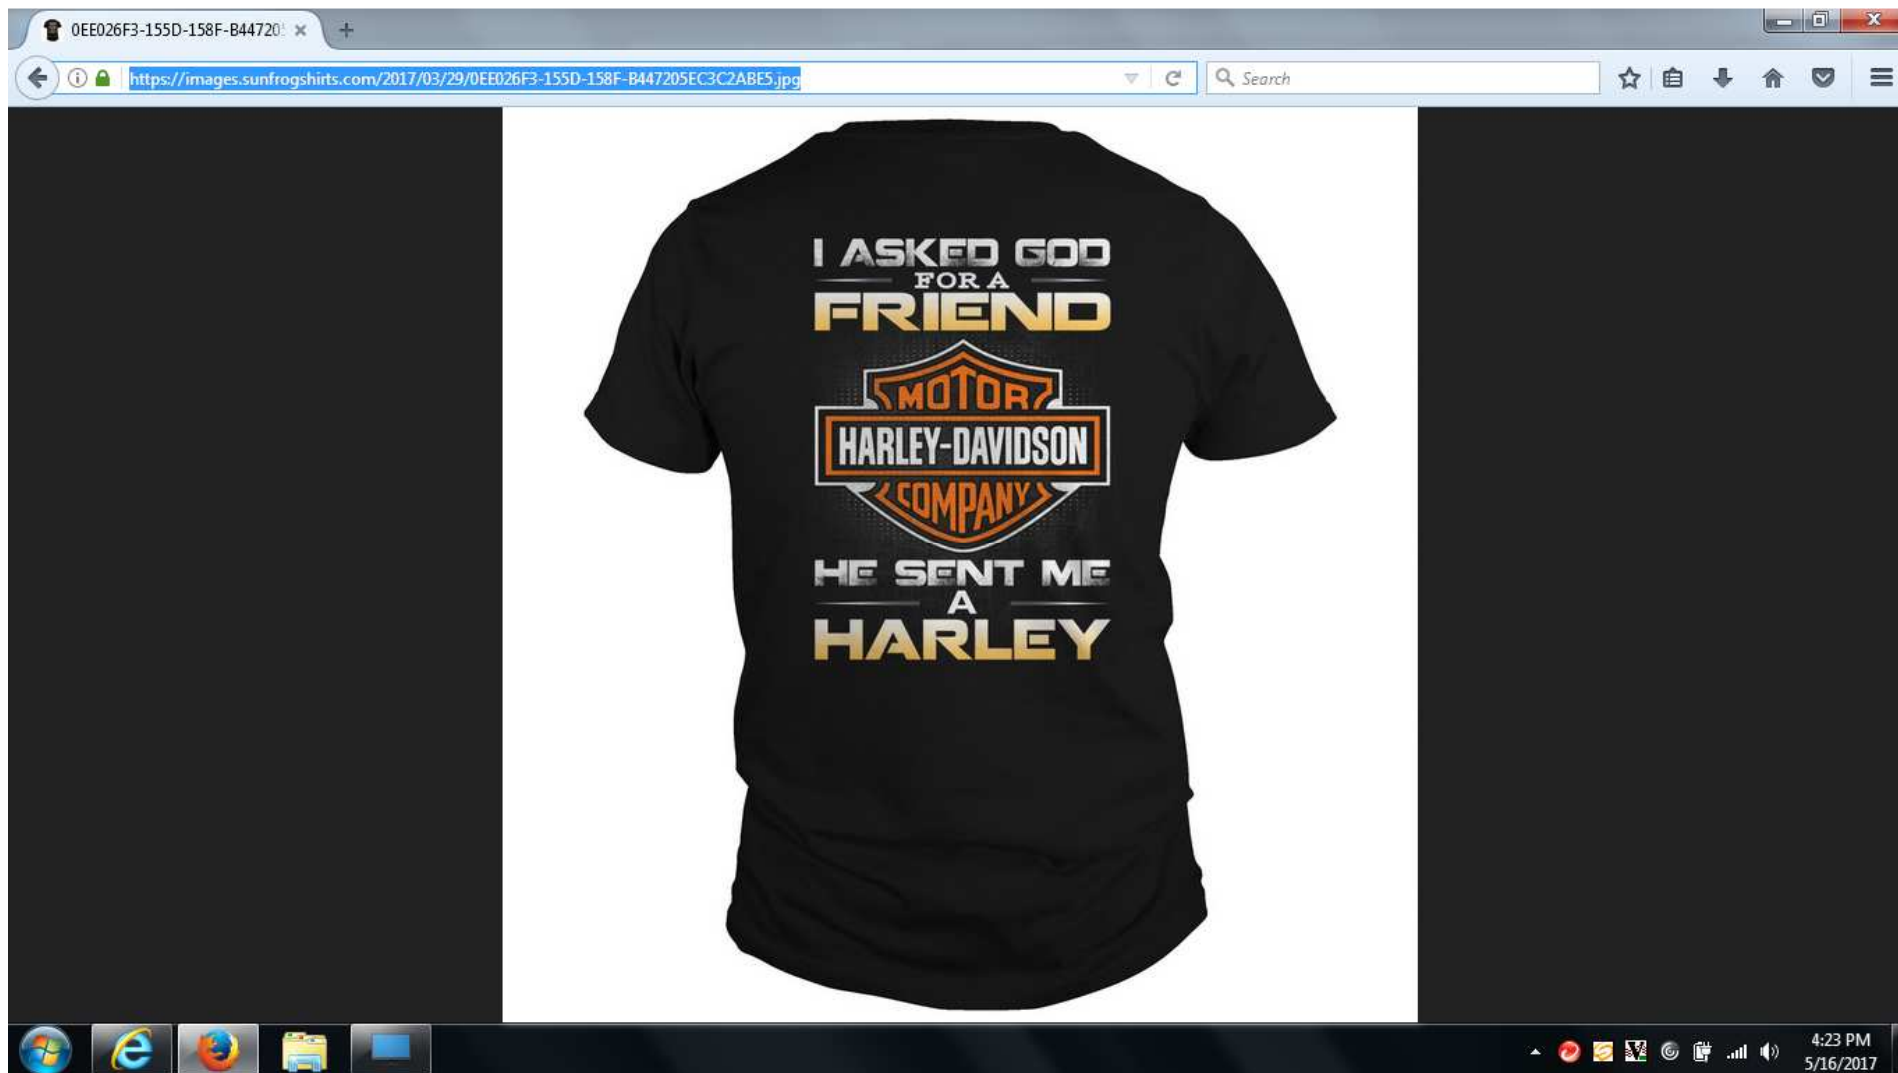 0EE026F3-155D-158F-B44720
https://images.sunfrogshirts.com/2017/03/29/0EE026F3-155D-158F-B447205EC3C2ABE5.jpg
Search
I ASKED GOD
FOR A
FRIEND
MOTOR
HARLEY-DAVIDSON
COMPANY
HE SENT ME
A
HARLEY
4:23 PM
5/16/2017